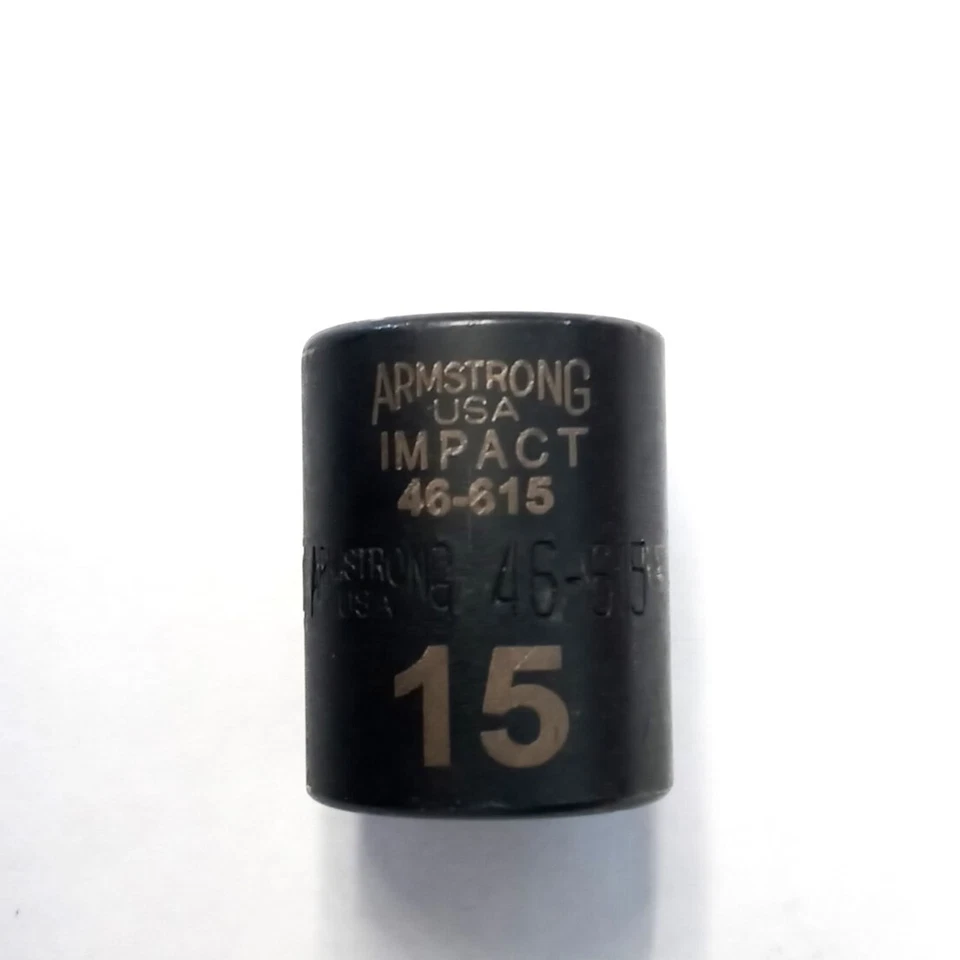 ARMSTRONG
USA
IMPACT
46-615
ARMSTRONG 46-615
USA
15